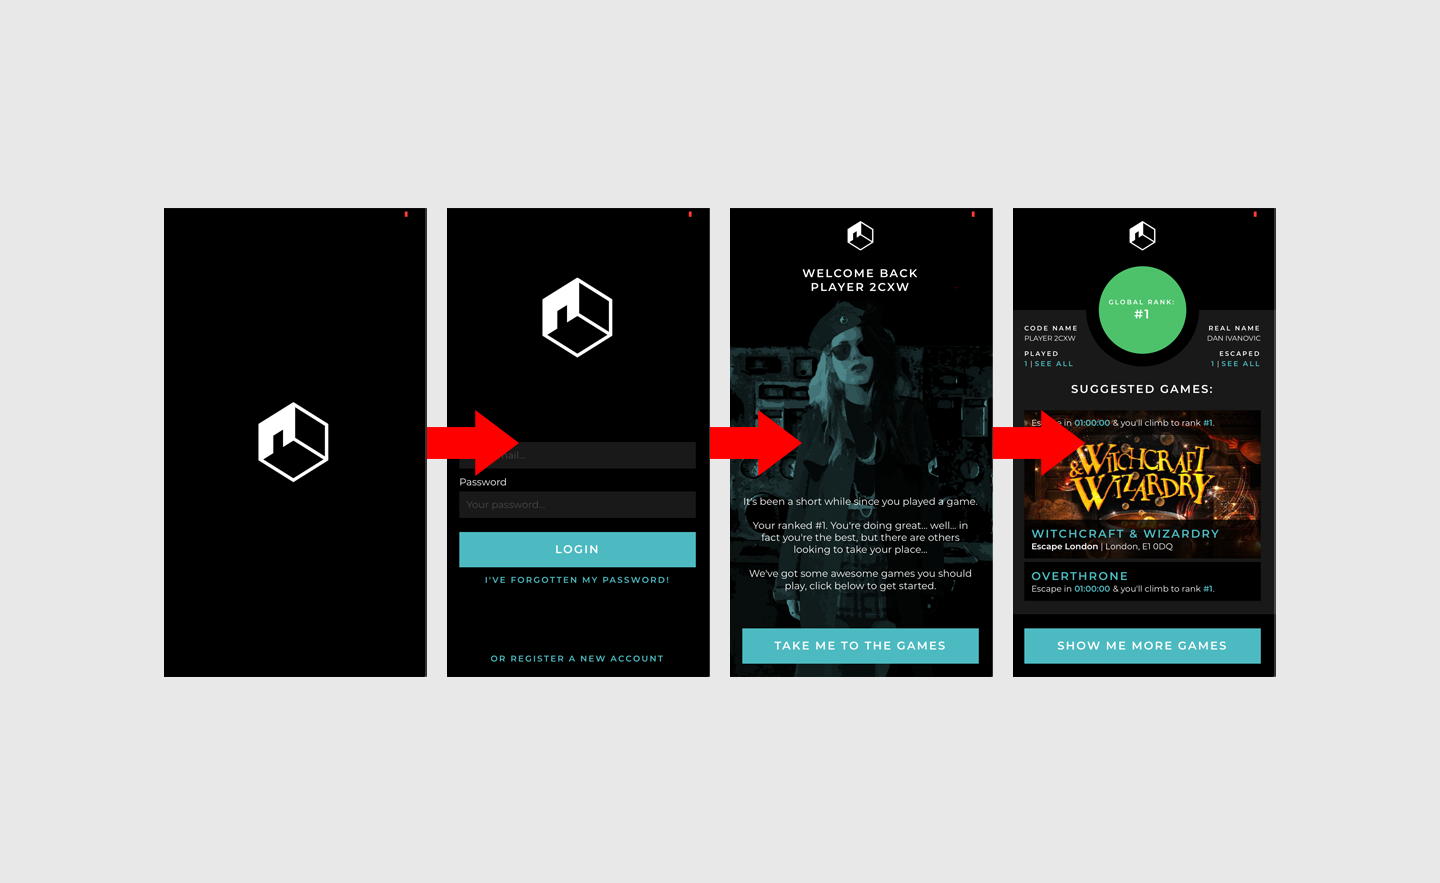 Password
Your password...
LOGIN
I'VE FORGOTTEN MY PASSWORD!
OR REGISTER A NEW ACCOUNT
WELCOME BACK
PLAYER 2CXW
It's been a short while since you played a game.
Your ranked #1. You're doing great... well... in
fact you're the best, but there are others
looking to take your place...
We've got some awesome games you should
play, click below to get started.
TAKE ME TO THE GAMES
GLOBAL RANK:
#1
CODE NAME
PLAYER 2CXW
PLAYED
1 | SEE ALL
REAL NAME
DAN IVANOVIC
ESCAPED
1 | SEE ALL
SUGGESTED GAMES:
Escape in 01:00:00 & you'll climb to rank #1.
WITCHCRAFT
& WIZARDRY
WITCHCRAFT & WIZARDRY
Escape London | London, E1 0DQ
OVERTHRONE
Escape in 01:00:00 & you'll climb to rank #1.
SHOW ME MORE GAMES